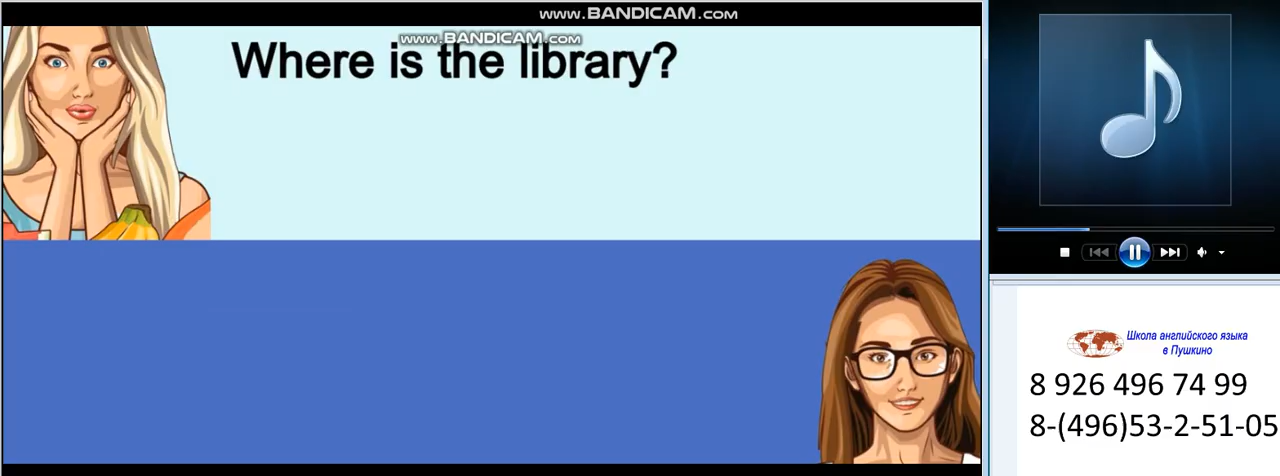 www.BANDICAM.com
www.BANDICAM.com
Where is the library?
Школа английского языка
в Пушкино
8 926 496 74 99
8-(496)53-2-51-05